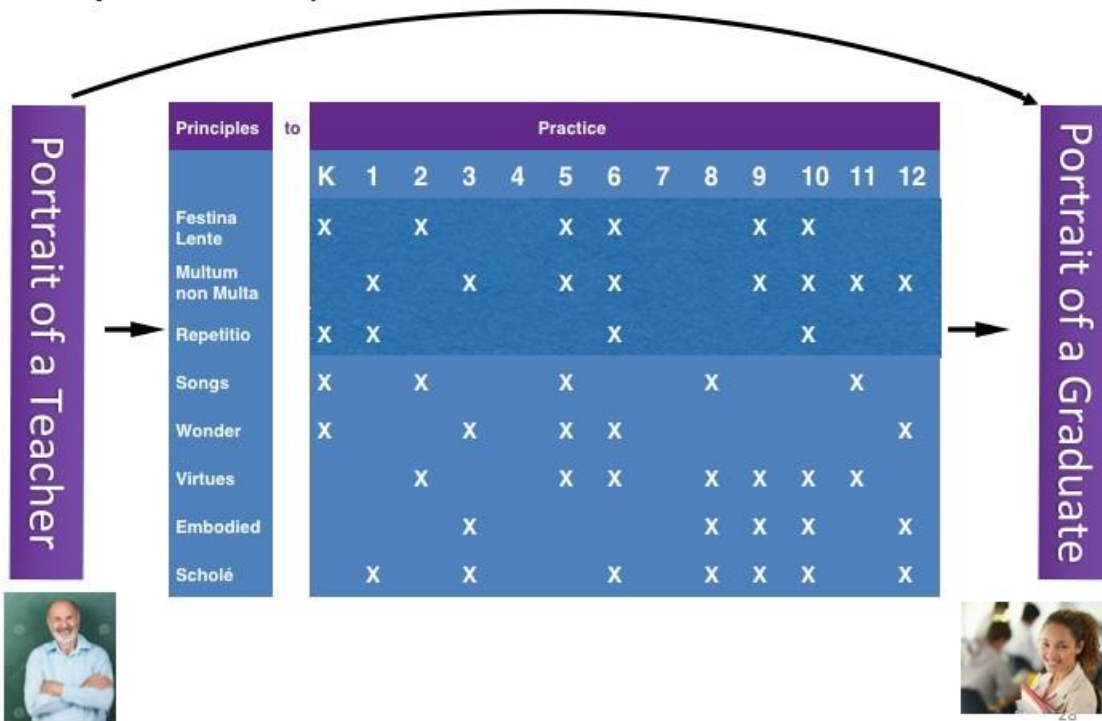 Portrait of a Teacher
Principles to Practice
K 1 2 3 4 5 6 7 8 9 10 11 12
Festina
Lente X X X X X X
Multum
non Multa X X X X X X X X
Repetitio X X X X
Songs X X X X X
Wonder X X X X X
Virtues X X X X X X X
Embodied X X X X X
Scholé X X X X X X X
Portrait of a Graduate
28